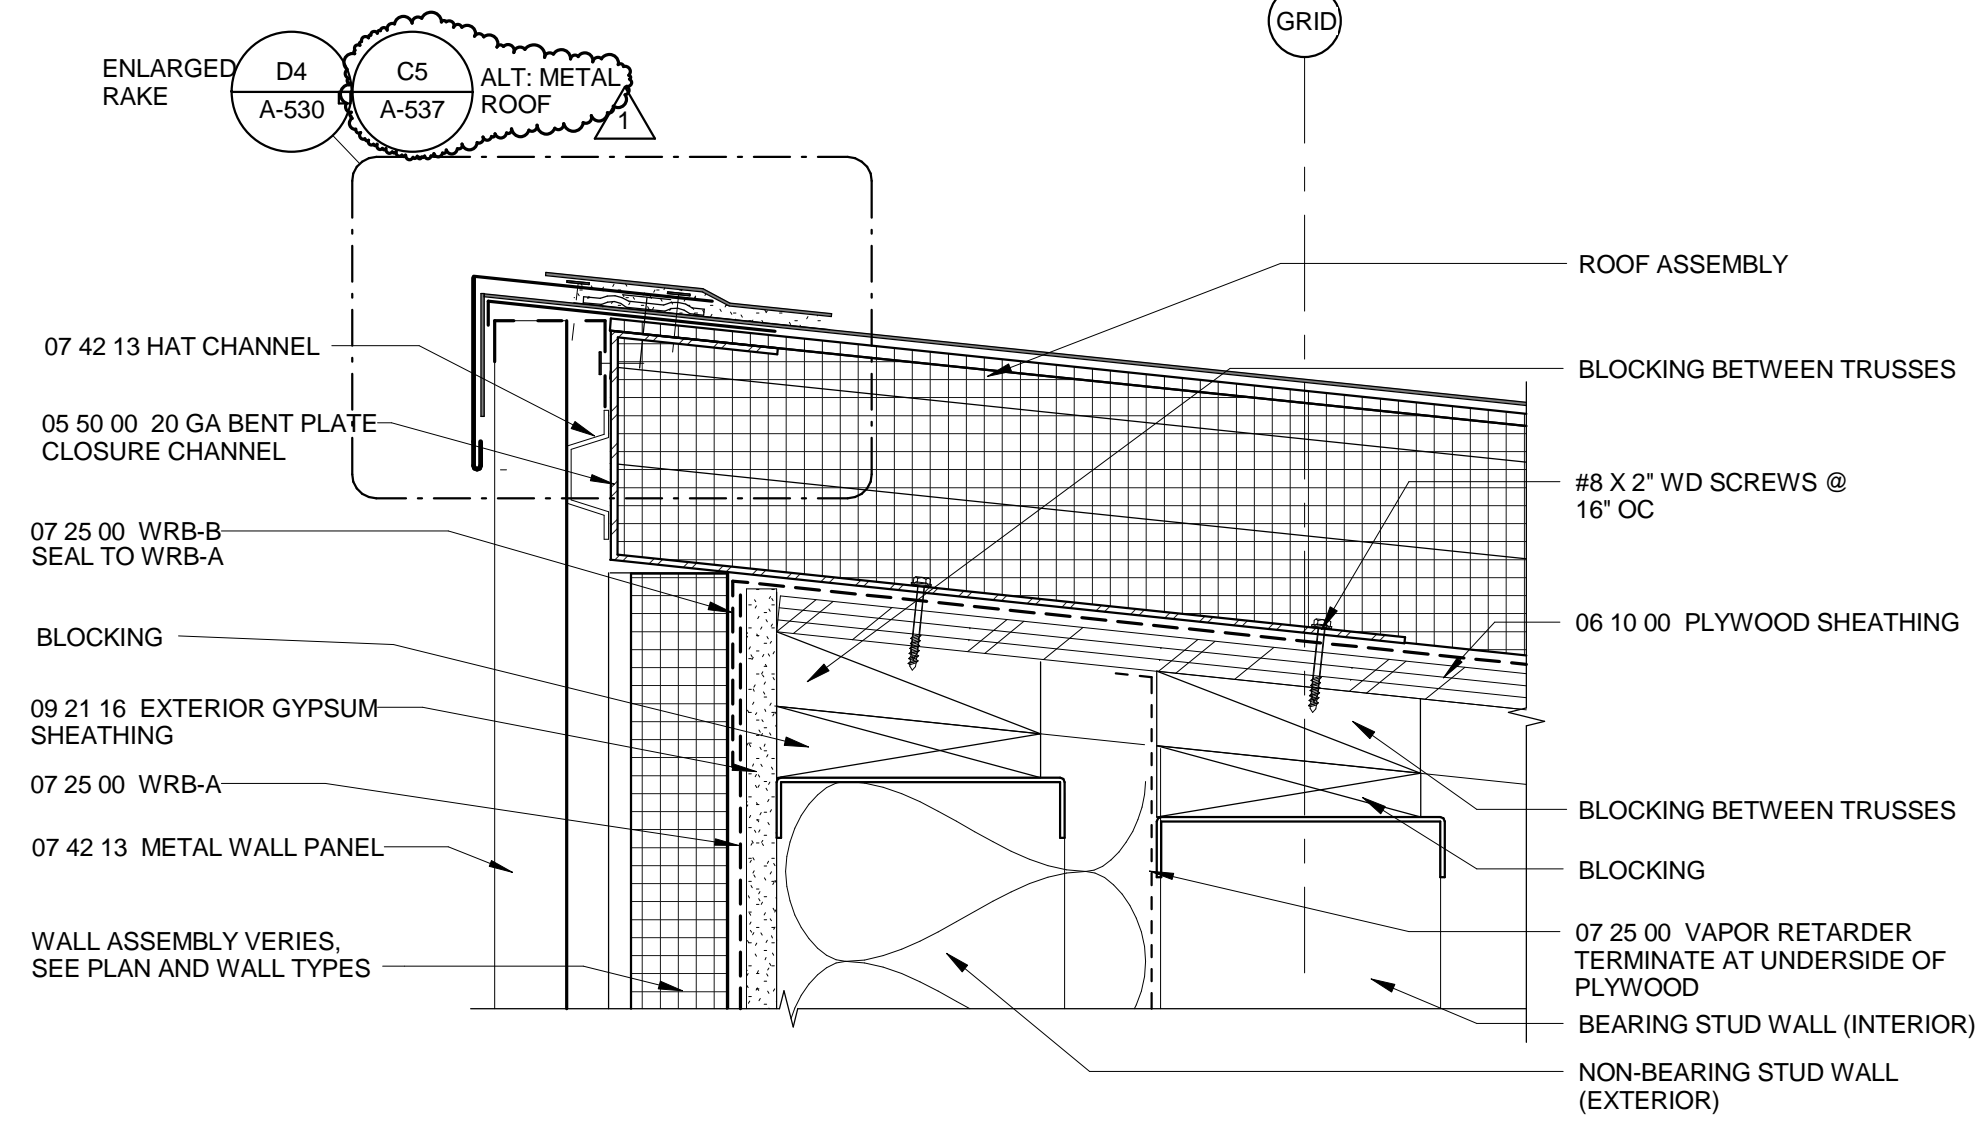 GRID
ENLARGED
RAKE
D4
A-530
C5
A-537
ALT: METAL
ROOF
1
07 42 13 HAT CHANNEL
05 50 00 20 GA BENT PLATE
CLOSURE CHANNEL
07 25 00 WRB-B
SEAL TO WRB-A
BLOCKING
09 21 16 EXTERIOR GYPSUM
SHEATHING
07 25 00 WRB-A
07 42 13 METAL WALL PANEL
WALL ASSEMBLY VERIES,
SEE PLAN AND WALL TYPES
ROOF ASSEMBLY
BLOCKING BETWEEN TRUSSES
#8 X 2" WD SCREWS @
16" OC
06 10 00 PLYWOOD SHEATHING
BLOCKING BETWEEN TRUSSES
BLOCKING
07 25 00 VAPOR RETARDER
TERMINATE AT UNDERSIDE OF
PLYWOOD
BEARING STUD WALL (INTERIOR)
NON-BEARING STUD WALL
(EXTERIOR)